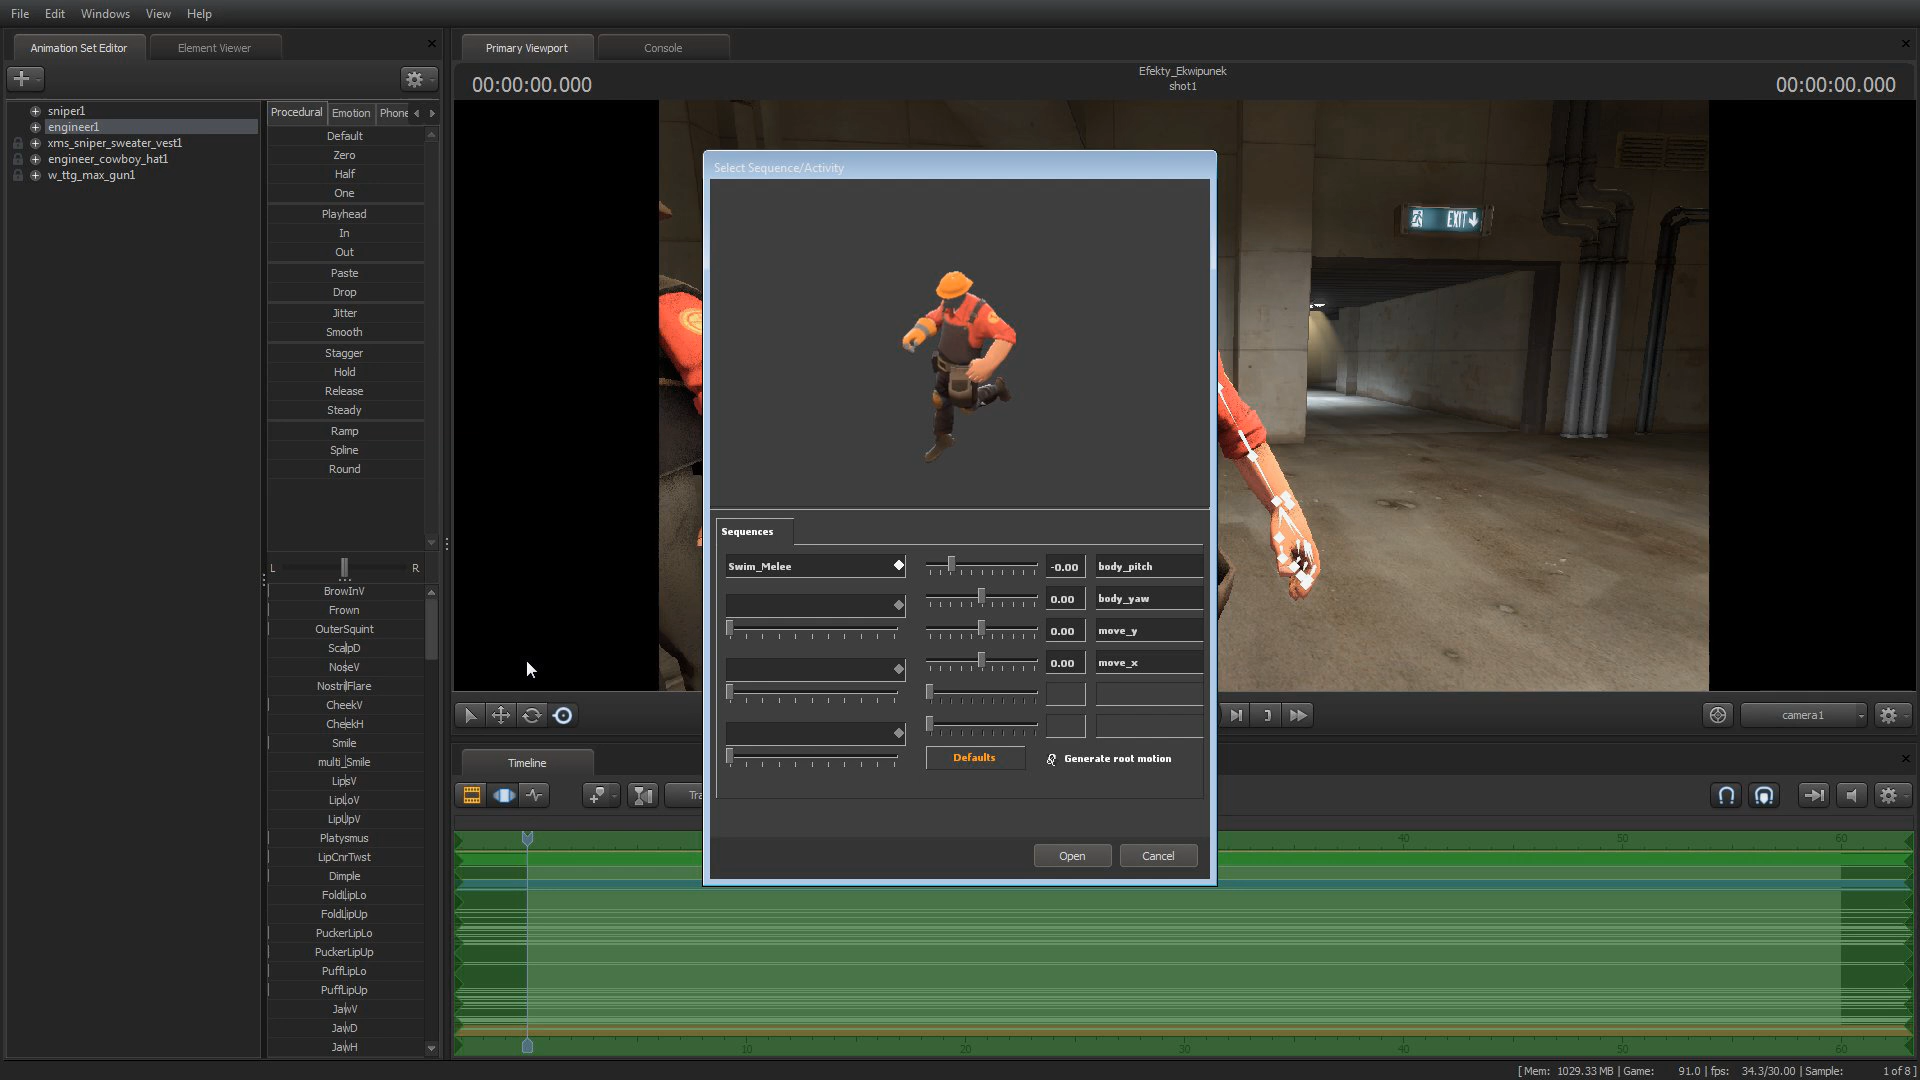 File Edit Windows View Help
Animation Set Editor
Element Viewer
sniper1
engineer1
xms_sniper_sweater_vest1
engineer_cowboy_hat1
w_ttg_max_gun1
Procedural Emotion Phone
Default
Zero
Half
One
Playhead
In
Out
Paste
Drop
Jitter
Smooth
Stagger
Hold
Release
Steady
Ramp
Spline
Round
L R
BrowInV
Frown
OuterSquint
ScalpD
NoseV
NostrilFlare
CheekV
CheekH
Smile
multi_Smile
LipsV
LipLoV
LipUpV
Platysmus
LipCnrTwst
Dimple
FoldLipLo
FoldLipUp
PuckerLipLo
PuckerLipUp
PuffLipLo
PuffLipUp
JawV
JawD
JawH
Primary Viewport
Console
00:00:00.000
Efekty_Ekwipunek
shot1
00:00:00.000
EXIT
Select Sequence/Activity
Sequences
Swim_Melee
-0.00 body_pitch
0.00 body_yaw
0.00 move_y
0.00 move_x
Defaults
Generate root motion
Open
Cancel
camera1
Timeline
Tra
40 50 60
10 20 30 40 50 60
[ Mem: 1029.33 MB | Game: 91.0 | fps: 34.3/30.00 | Sample: 1 of 8 ]